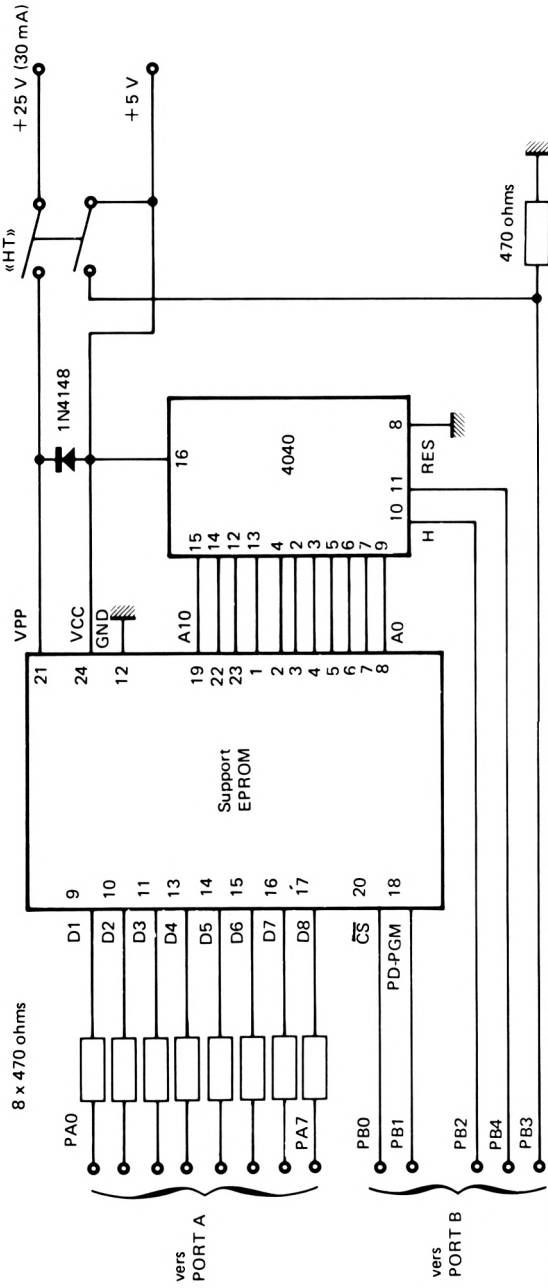 + 25 V (30 mA)
«HT»
+ 5 V
1N4148
470 ohms
8 x 470 ohms
VPP
21
VCC
24
GND
12
Support
EPROM
4040
16
A10
19
22
23
1
2
3
4
5
6
7
8
A0
15
14
12
13
4
2
3
5
6
7
9
10
11
8
H
RES
PA0
PA7
vers
PORT A
D1
D2
D3
D4
D5
D6
D7
D8
9
10
11
13
14
15
16
17
CS
20
PD-PGM
18
PB0
PB1
PB2
PB4
PB3
vers
PORT B